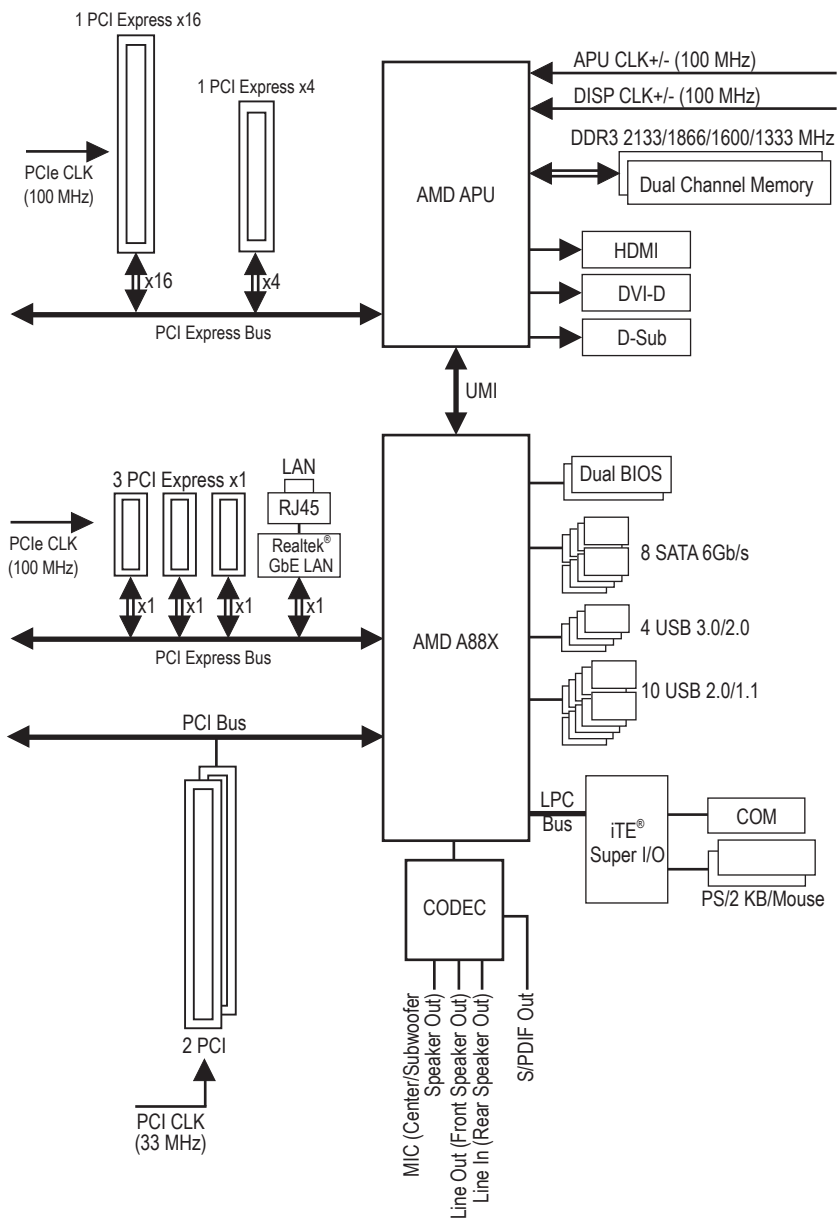 1 PCI Express x16
1 PCI Express x4
PCIe CLK
(100 MHz)
x16
x4
PCI Express Bus
AMD APU
APU CLK+/- (100 MHz)
DISP CLK+/- (100 MHz)
DDR3 2133/1866/1600/1333 MHz
Dual Channel Memory
HDMI
DVI-D
D-Sub
UMI
3 PCI Express x1
LAN
RJ45
Realtek®
GbE LAN
PCIe CLK
(100 MHz)
x1
x1
x1
x1
PCI Express Bus
AMD A88X
Dual BIOS
8 SATA 6Gb/s
4 USB 3.0/2.0
10 USB 2.0/1.1
PCI Bus
LPC
Bus
iTE®
Super I/O
COM
PS/2 KB/Mouse
CODEC
2 PCI
PCI CLK
(33 MHz)
MIC (Center/Subwoofer
Speaker Out)
Line Out (Front Speaker Out)
Line In (Rear Speaker Out)
S/PDIF Out